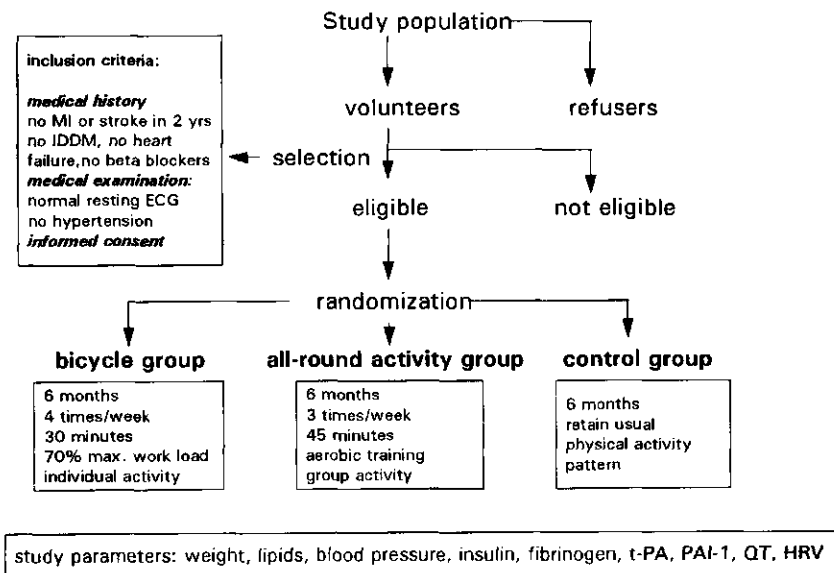 Study population
inclusion criteria:
medical history
no MI or stroke in 2 yrs
no IDDM, no heart
failure,no beta blockers
medical examination:
normal resting ECG
no hypertension
informed consent
volunteers
refusers
selection
eligible
not eligible
randomization
bicycle group
6 months
4 times/week
30 minutes
70% max. work load
individual activity
all-round activity group
6 months
3 times/week
45 minutes
aerobic training
group activity
control group
6 months
retain usual
physical activity
pattern
study parameters: weight, lipids, blood pressure, insulin, fibrinogen, t-PA, PAI-1, QT, HRV